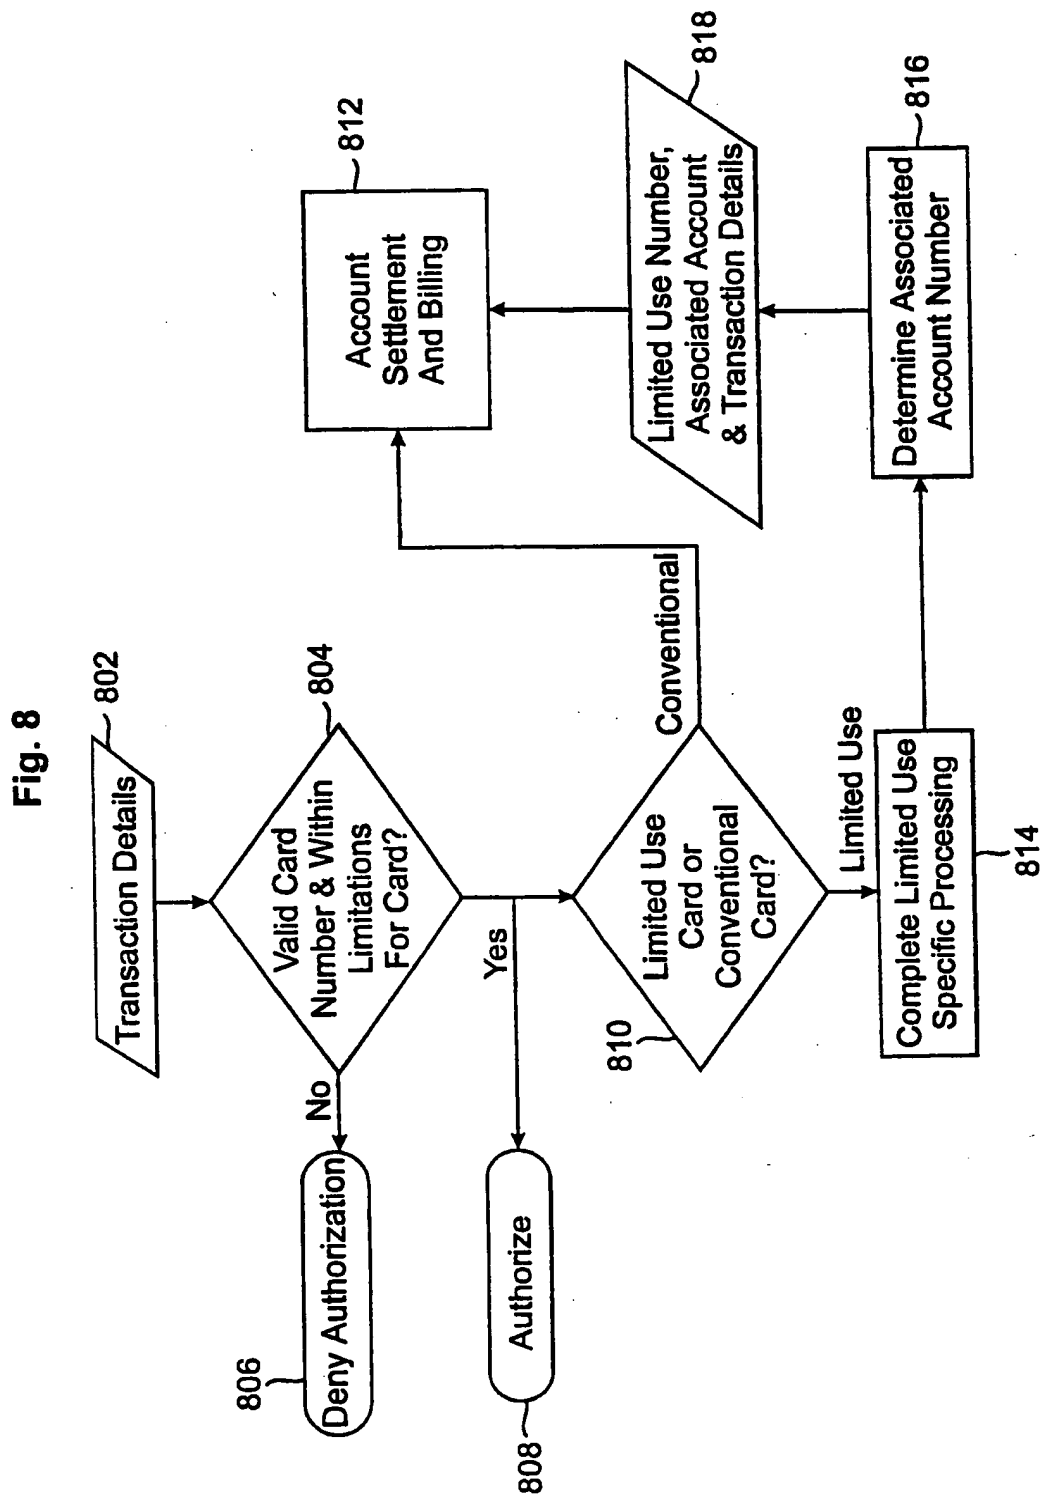 Fig. 8
802
Transaction Details
804
Valid Card
Number & Within
Limitations
For Card?
No
806
Deny Authorization
Yes
808
Authorize
810
Limited Use
Card or
Conventional
Card?
Conventional
812
Account
Settlement
And Billing
Limited Use
Complete Limited Use
Specific Processing
814
816
Determine Associated
Account Number
818
Limited Use Number,
Associated Account
& Transaction Details